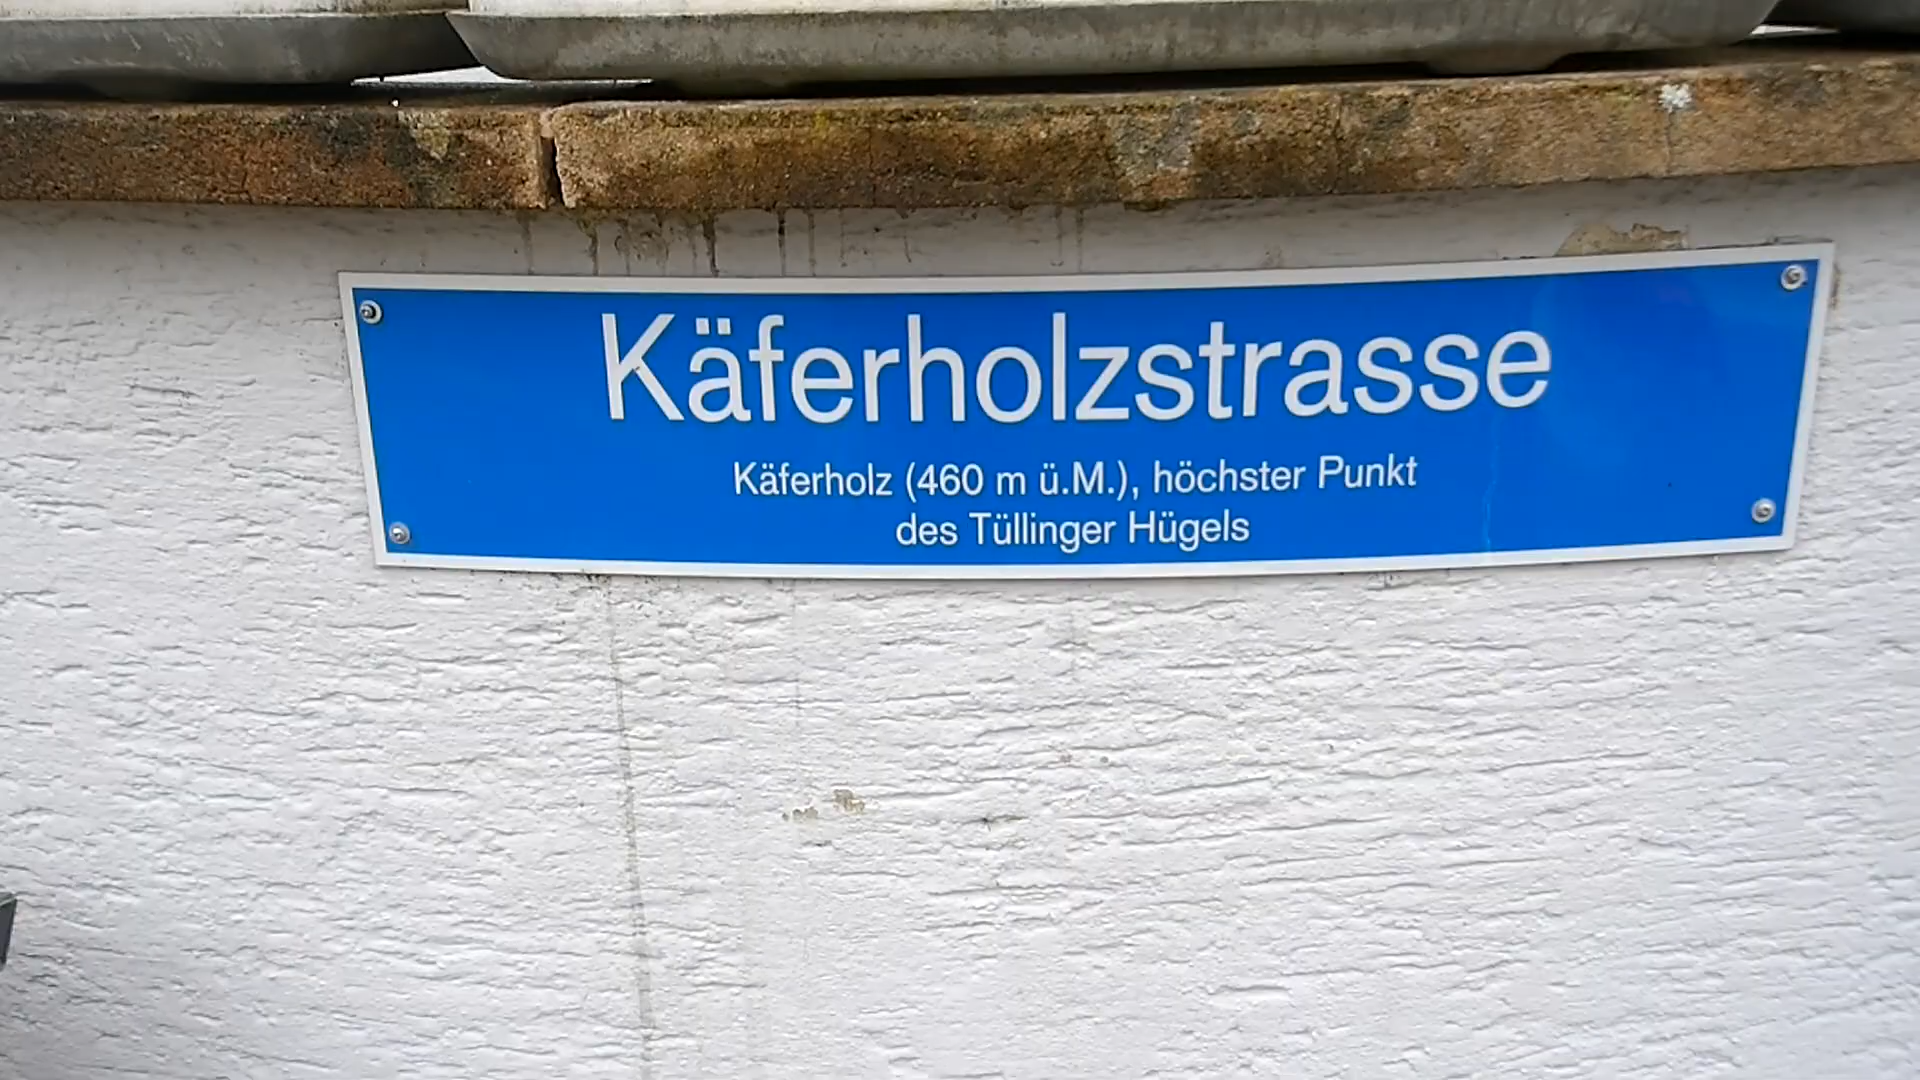 Käferholzstrasse
Käferholz (460 m ü.M.), höchster Punkt
des Tüllinger Hügels